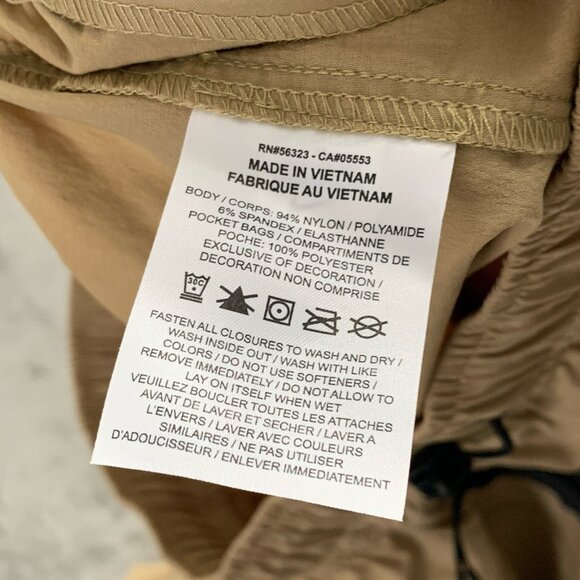 RN#56323 - CA#05553
MADE IN VIETNAM
FABRIQUE AU VIETNAM
BODY / CORPS: 94% NYLON / POLYAMIDE
6% SPANDEX / ELASTHANNE
POCKET BAGS / COMPARTIMENTS DE
POCHE: 100% POLYESTER
EXCLUSIVE OF DECORATION /
DECORATION NON COMPRISE
30C
FASTEN ALL CLOSURES TO WASH AND DRY /
WASH INSIDE OUT / WASH WITH LIKE
COLORS / DO NOT USE SOFTENERS /
REMOVE IMMEDIATELY / DO NOT ALLOW TO
LAY ON ITSELF WHEN WET
VEUILLEZ BOUCLER TOUTES LES ATTACHES
AVANT DE LAVER ET SECHER / LAVER A
L'ENVERS / LAVER AVEC COULEURS
SIMILAIRES / NE PAS UTILISER
D'ADOUCISSEUR / ENLEVER IMMEDIATEMENT